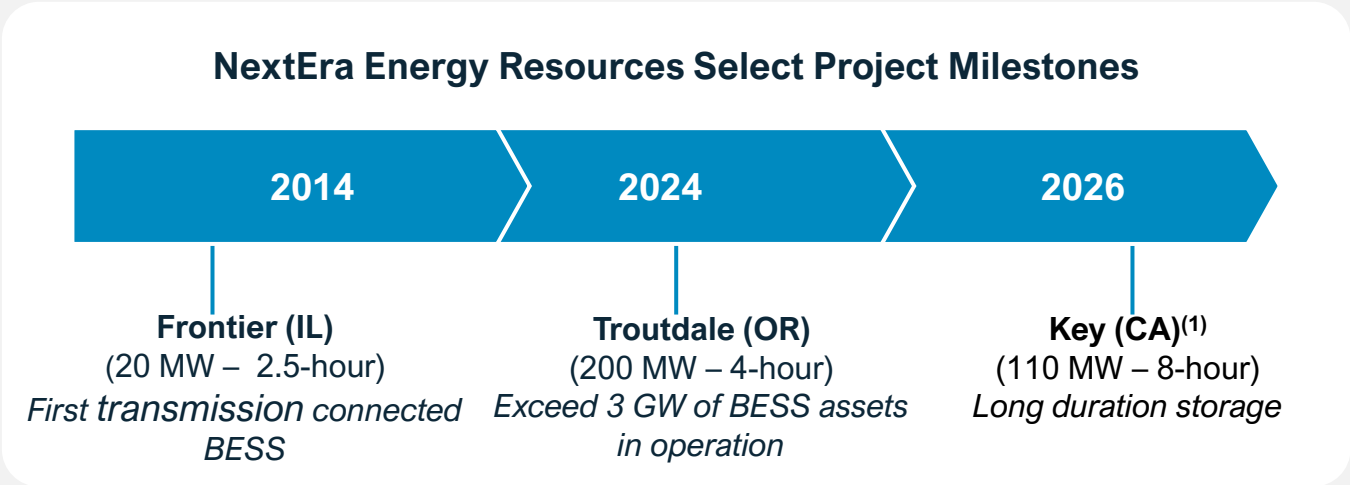 NextEra Energy Resources Select Project Milestones
2014
2024
2026
Frontier (IL)
(20 MW – 2.5-hour)
First transmission connected
BESS
Troutdale (OR)
(200 MW – 4-hour)
Exceed 3 GW of BESS assets
in operation
Key (CA)(1)
(110 MW – 8-hour)
Long duration storage